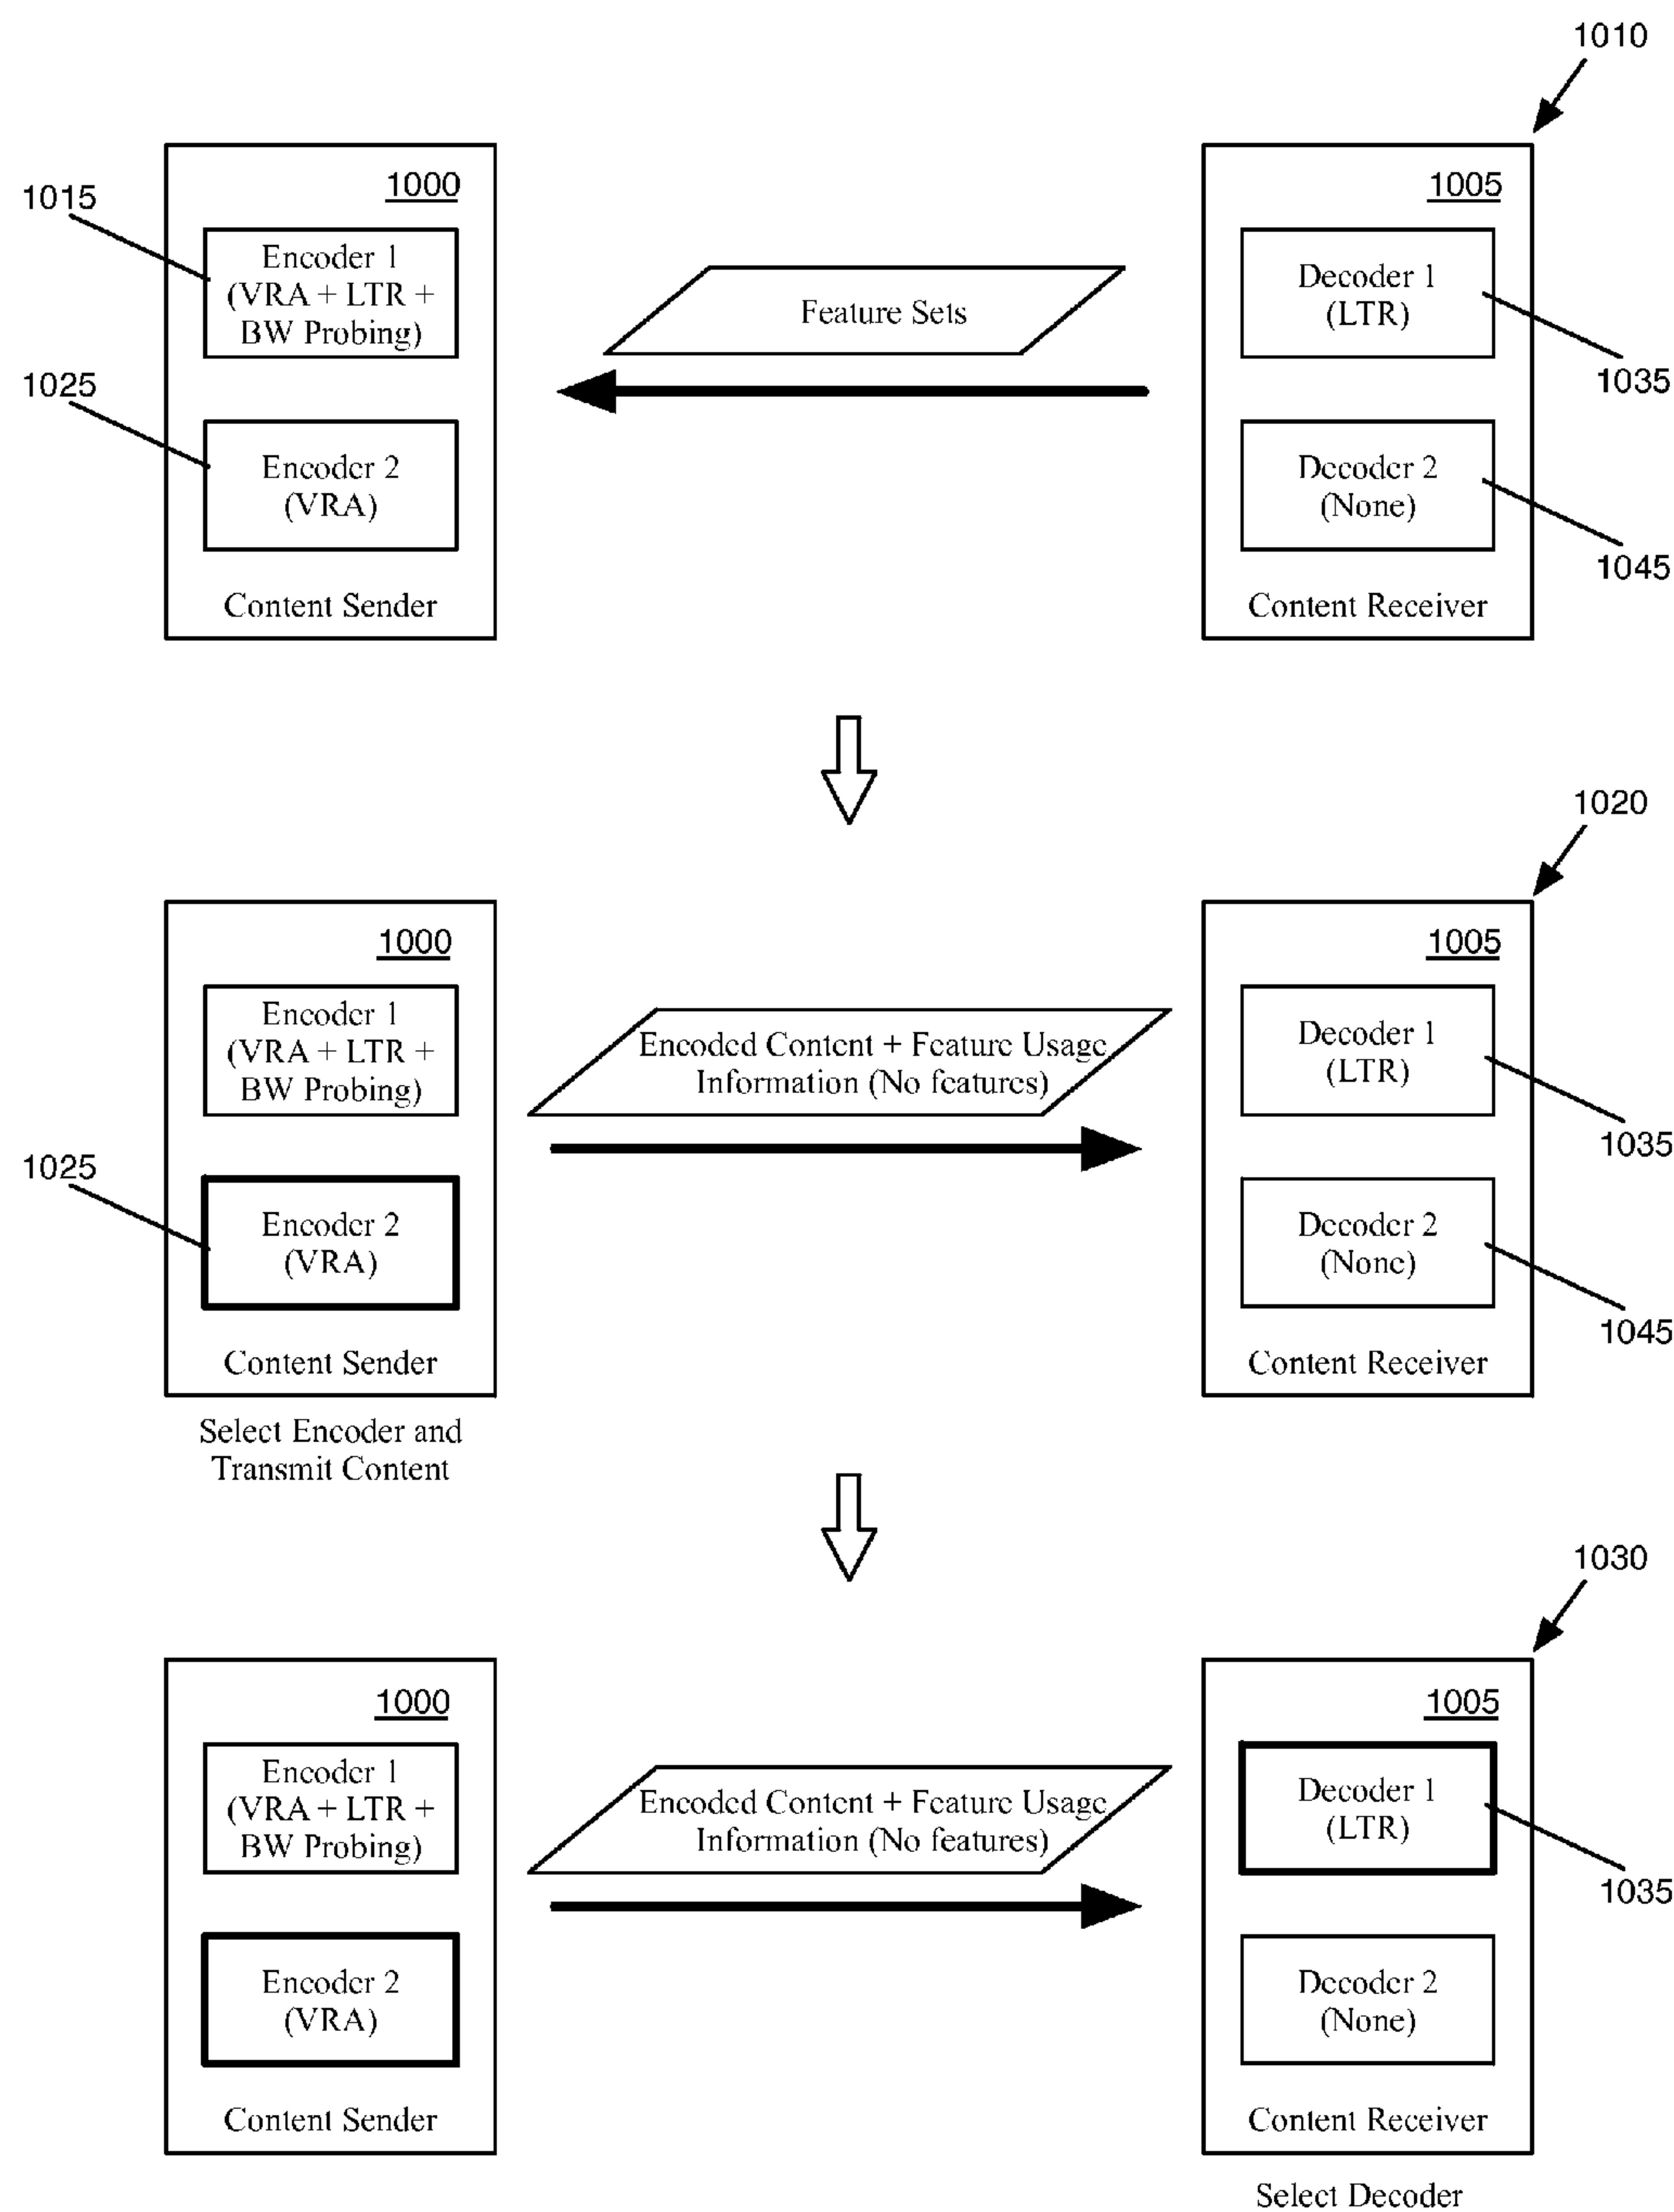 1010
1000
1005
1015
Encoder 1
(VRA + LTR +
BW Probing)
Feature Sets
Decoder 1
(LTR)
1035
1025
Encoder 2
(VRA)
Decoder 2
(None)
1045
Content Sender
Content Receiver
1020
1000
1005
Encoder 1
(VRA + LTR +
BW Probing)
Encoded Content + Feature Usage
Information (No features)
Decoder 1
(LTR)
1035
1025
Encoder 2
(VRA)
Decoder 2
(None)
1045
Content Sender
Content Receiver
Select Encoder and
Transmit Content
1030
1000
1005
Encoder 1
(VRA + LTR +
BW Probing)
Encoded Content + Feature Usage
Information (No features)
Decoder 1
(LTR)
1035
Encoder 2
(VRA)
Decoder 2
(None)
Content Sender
Content Receiver
Select Decoder